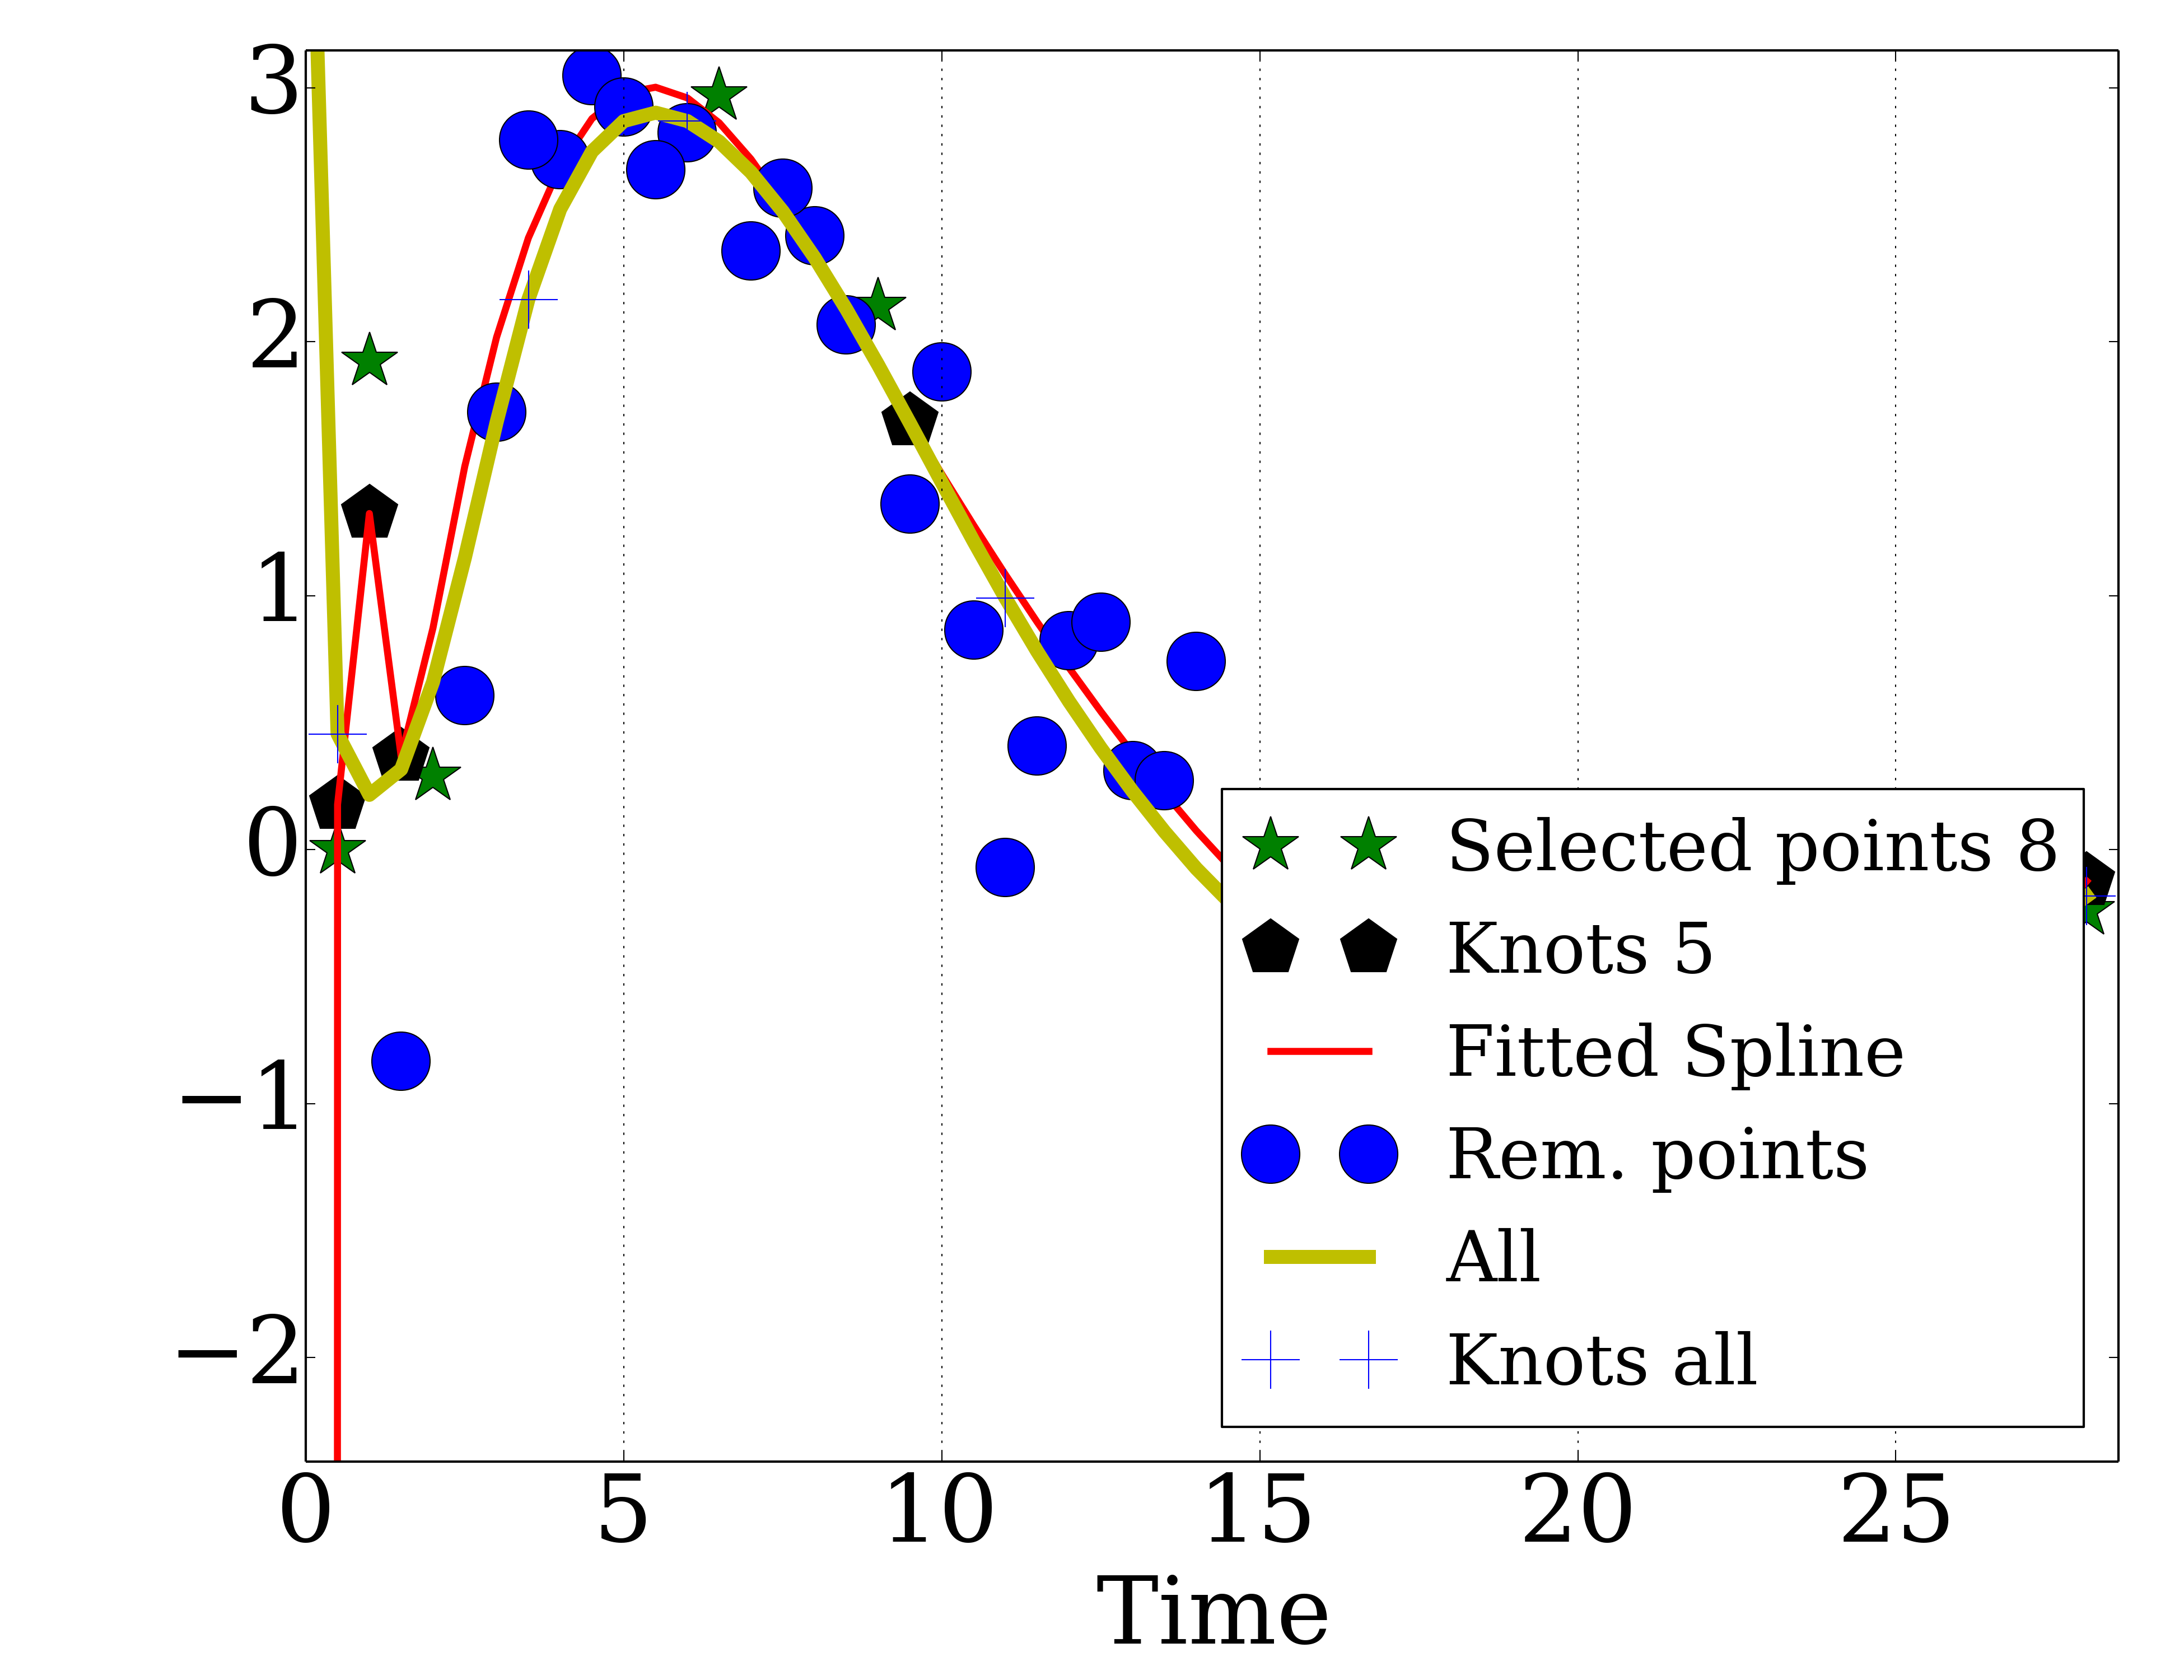 3
2
1
0
−1
−2
Selected points 8
Knots 5
Fitted Spline
Rem. points
All
Knots all
0 5 10 15 20 25
Time